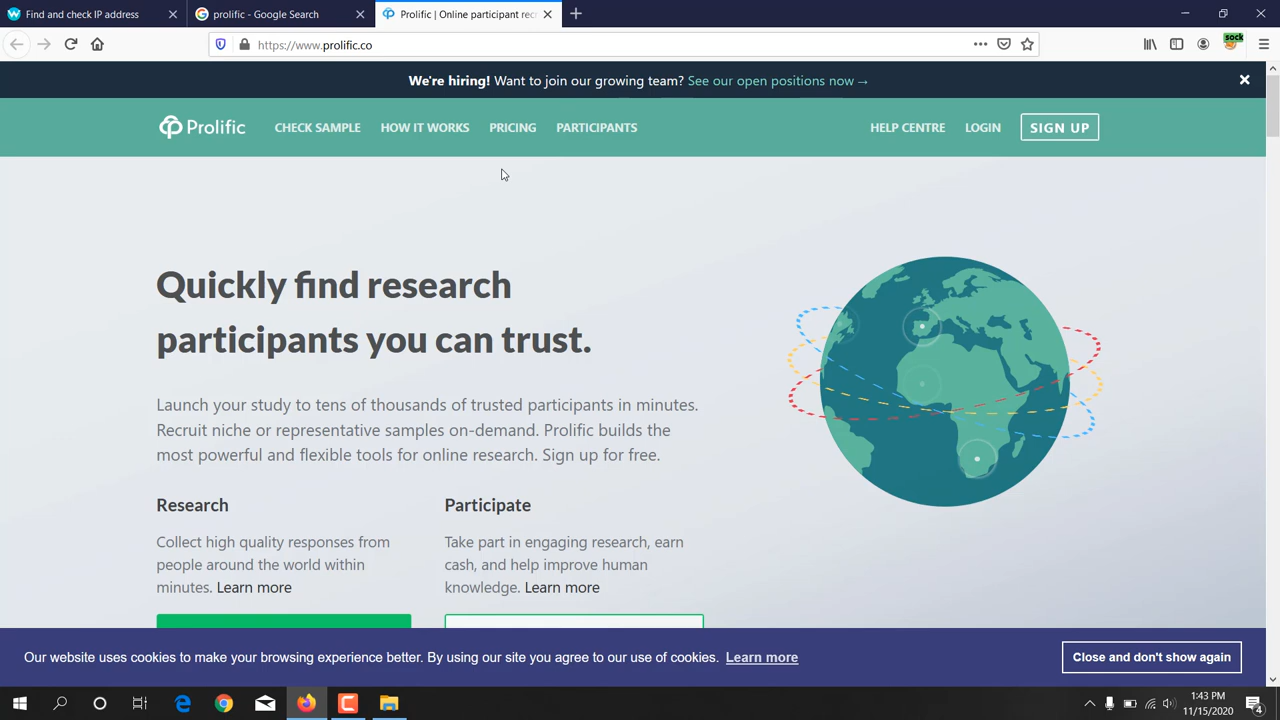 Find and check IP address
prolific - Google Search
Prolific | Online participant rec
https://www.prolific.co
sock
We're hiring! Want to join our growing team? See our open positions now →
Prolific
CHECK SAMPLE
HOW IT WORKS
PRICING
PARTICIPANTS
HELP CENTRE
LOGIN
SIGN UP
Quickly find research
participants you can trust.
Launch your study to tens of thousands of trusted participants in minutes.
Recruit niche or representative samples on-demand. Prolific builds the
most powerful and flexible tools for online research. Sign up for free.
Research
Collect high quality responses from
people around the world within
minutes. Learn more
Participate
Take part in engaging research, earn
cash, and help improve human
knowledge. Learn more
Our website uses cookies to make your browsing experience better. By using our site you agree to our use of cookies. Learn more
Close and don't show again
1:43 PM
11/15/2020
4